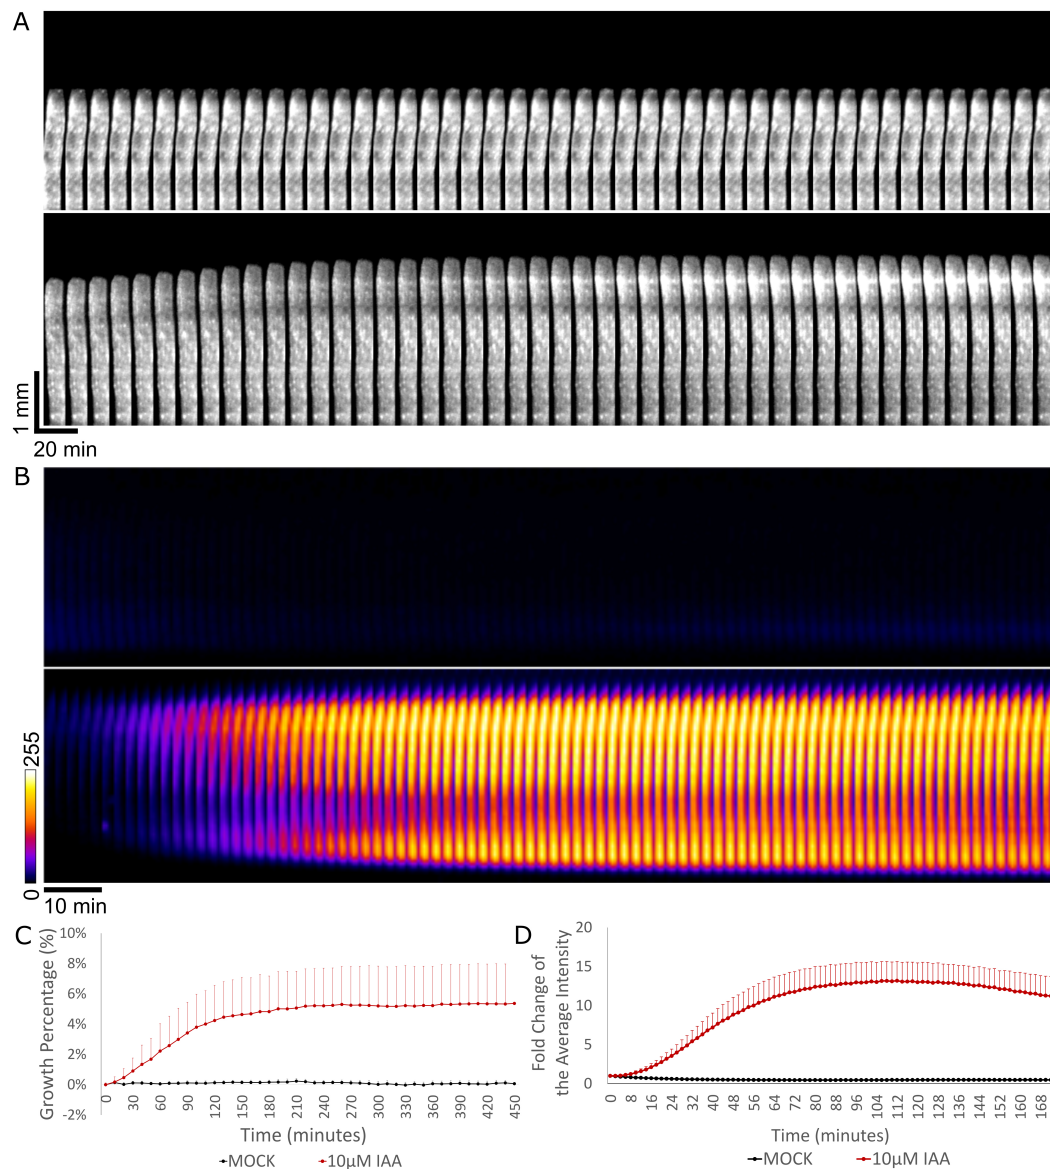 A
1 mm
20 min
B
255
0
10 min
C
Growth Percentage (%)
10%
8%
6%
4%
2%
0%
-2%
0 30 60 90 120 150 180 210 240 270 300 330 360 390 420 450
Time (minutes)
MOCK 10µM IAA
D
Fold Change of
the Average Intensity
20
15
10
5
0
0 8 16 24 32 40 48 56 64 72 80 88 96 104 112 120 128 136 144 152 160 168
Time (minutes)
MOCK 10µM IAA